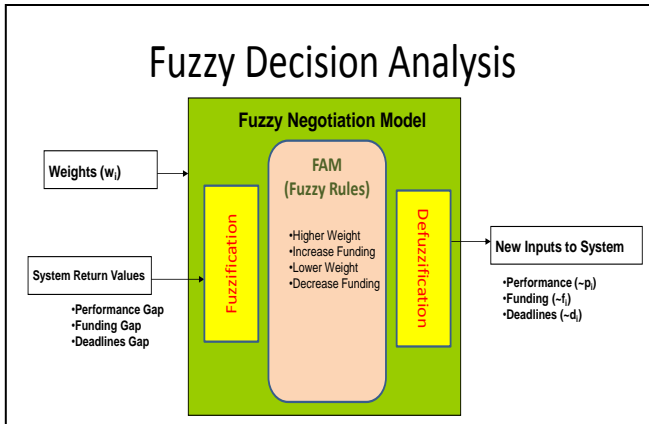 Fuzzy Decision Analysis
Fuzzy Negotiation Model
Weights (wi)
System Return Values
•Performance Gap
•Funding Gap
•Deadlines Gap
Fuzzification
FAM
(Fuzzy Rules)
•Higher Weight
•Increase Funding
•Lower Weight
•Decrease Funding
Defuzzification
New Inputs to System
•Performance (~pi)
•Funding (~fi)
•Deadlines (~di)